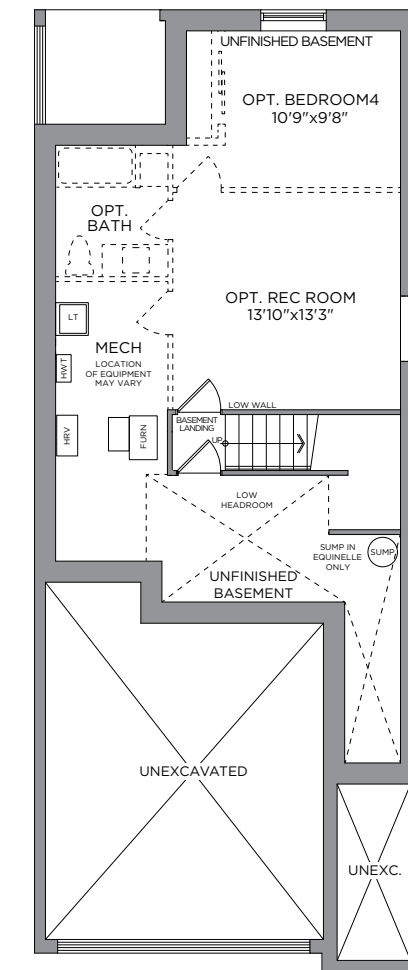 UNFINISHED BASEMENT
OPT. BEDROOM4
10'9"x9'8"
OPT.
BATH
OPT. REC ROOM
13'10"x13'3"
LT
MECH
LOCATION
OF EQUIPMENT
MAY VARY
HWT
HRV
FURN
LOW WALL
BASEMENT
LANDING
UP
LOW
HEADROOM
SUMP IN
EQUINELLE
ONLY
SUMP
UNFINISHED
BASEMENT
UNEXCAVATED
UNEXC.